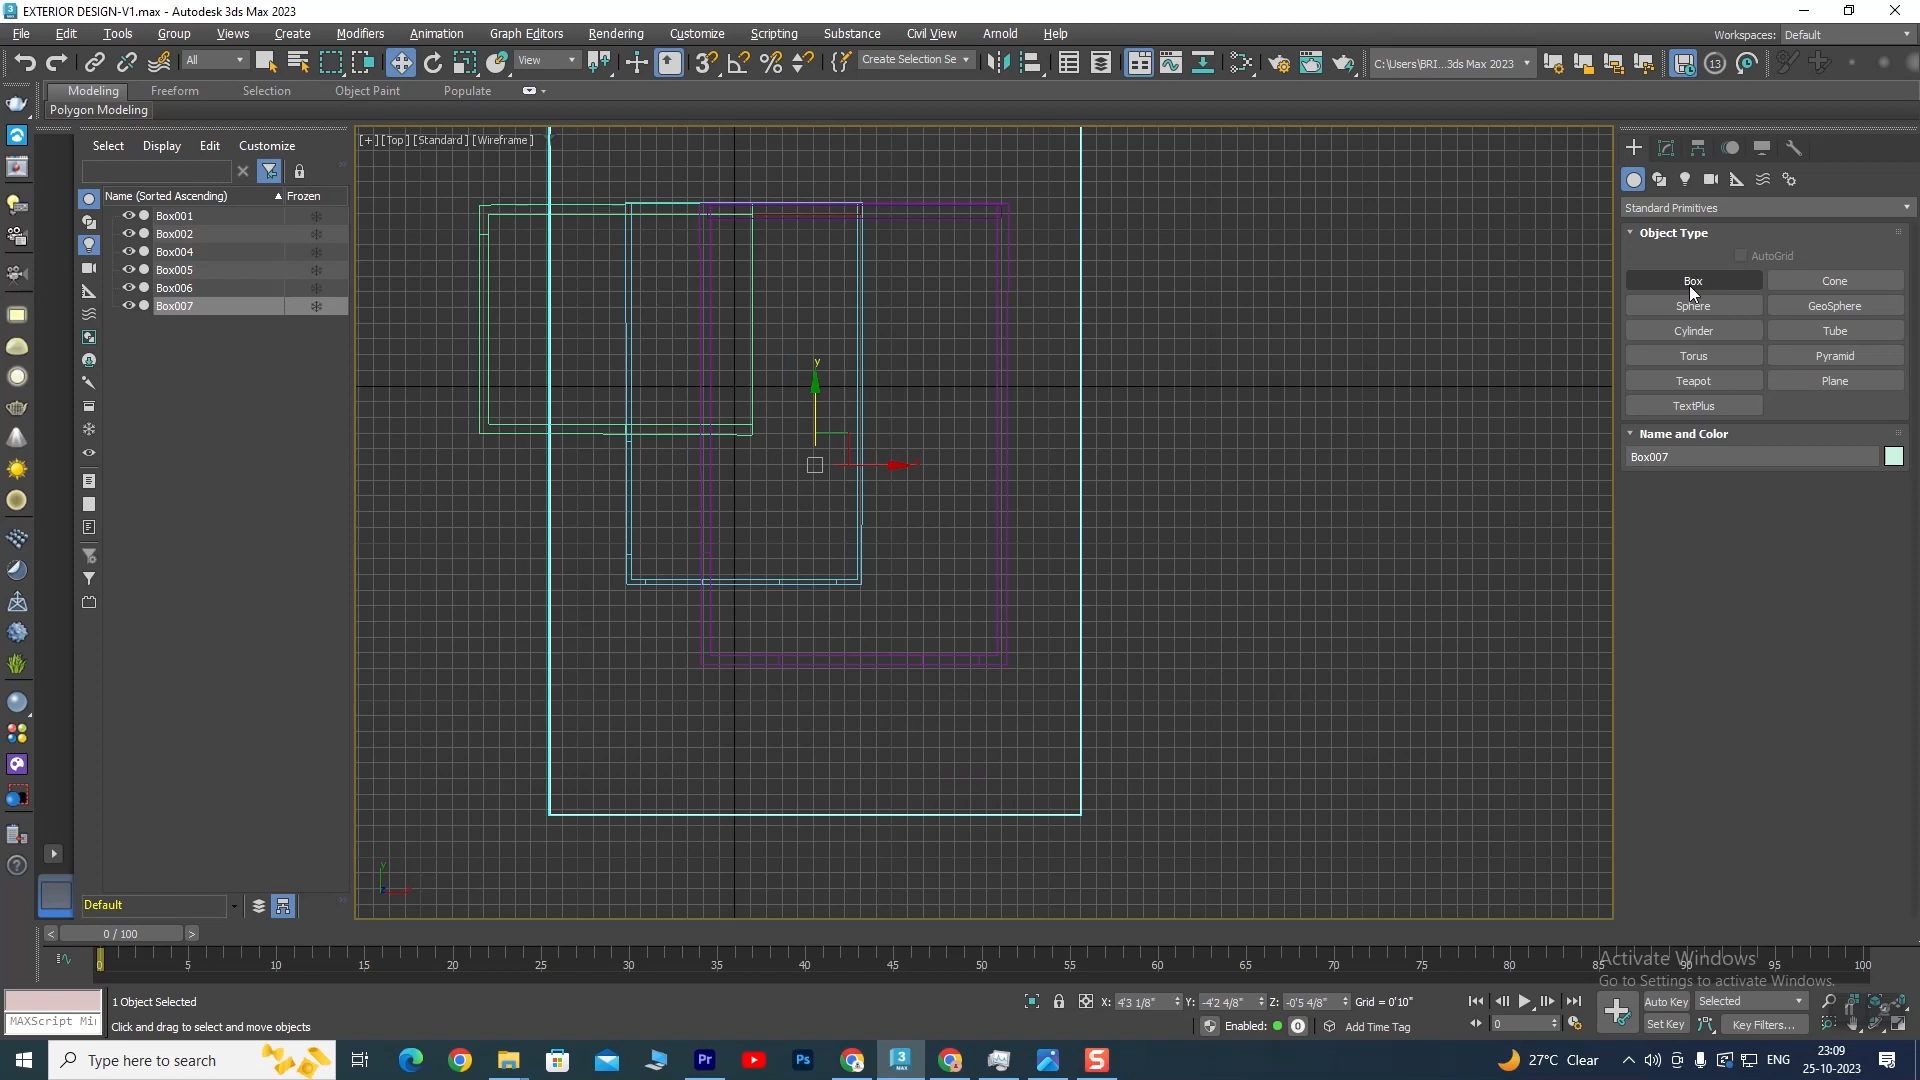 EXTERIOR DESIGN-V1.max - Autodesk 3ds Max 2023
File Edit Tools Group Views Create Modifiers Animation Graph Editors Rendering Customize Scripting Substance Civil View Arnold Help
Workspaces: Default
All View Create Selection Se C:\Users\BRI...3ds Max 2023 13
Modeling Freeform Selection Object Paint Populate
Polygon Modeling
Select Display Edit Customize
[+] [Top] [Standard] [Wireframe]
Name (Sorted Ascending) Frozen
Box001
Box002
Box004
Box005
Box006
Box007
y
y
Standard Primitives
Object Type
AutoGrid
Box Cone
Sphere GeoSphere
Cylinder Tube
Torus Pyramid
Teapot Plane
TextPlus
Name and Color
Box007
Default
0 / 100
0 5 10 15 20 25 30 35 40 45 50 55 60 65 70 75 80 85 90 95 100
Activate Windows
Go to Settings to activate Windows.
1 Object Selected
X: 4'3 1/8" Y: -4'2 4/8" Z: -0'5 4/8" Grid = 0'10"
Auto Key Selected
MAXScript Mi
Click and drag to select and move objects
Enabled: 0 Add Time Tag
0
Set Key Key Filters...
Type here to search
27°C Clear
ENG
23:09
25-10-2023